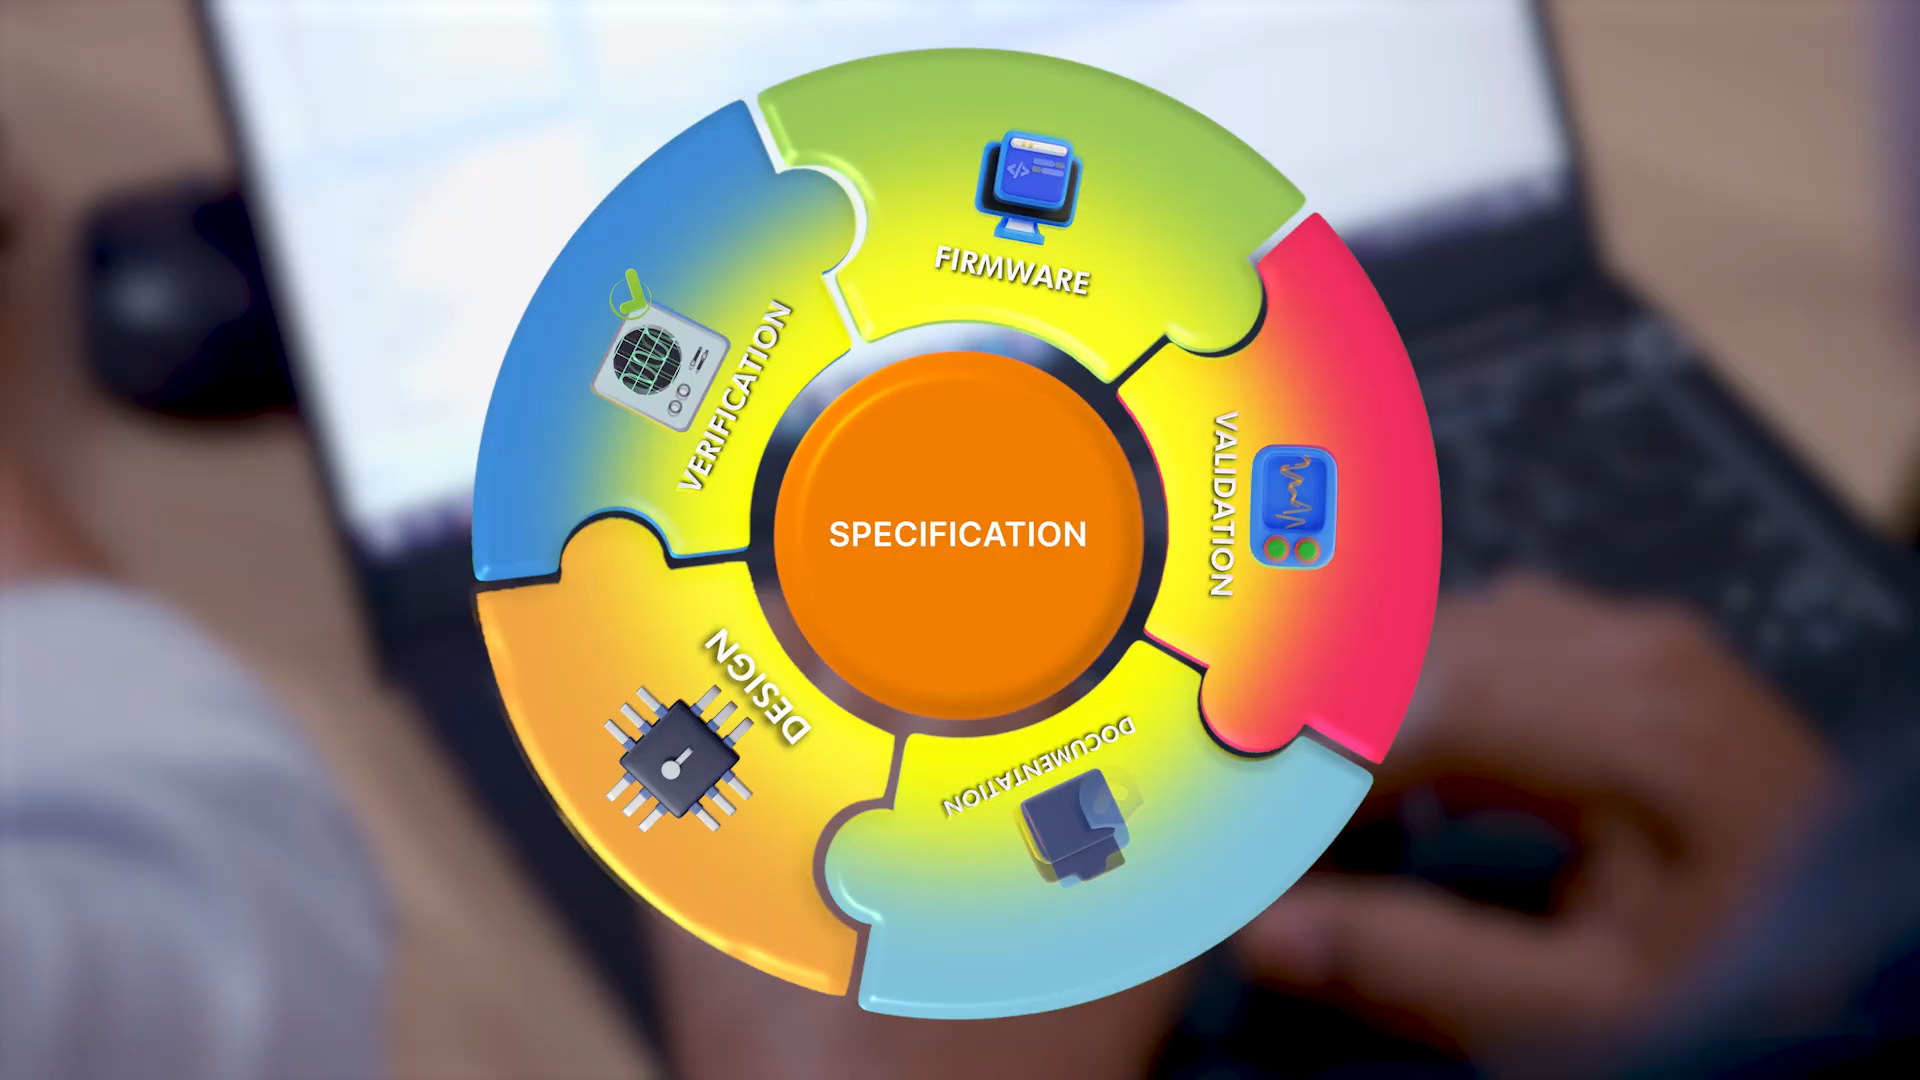 FIRMWARE
VERIFICATION
VALIDATION
SPECIFICATION
DESIGN
DOCUMENTATION